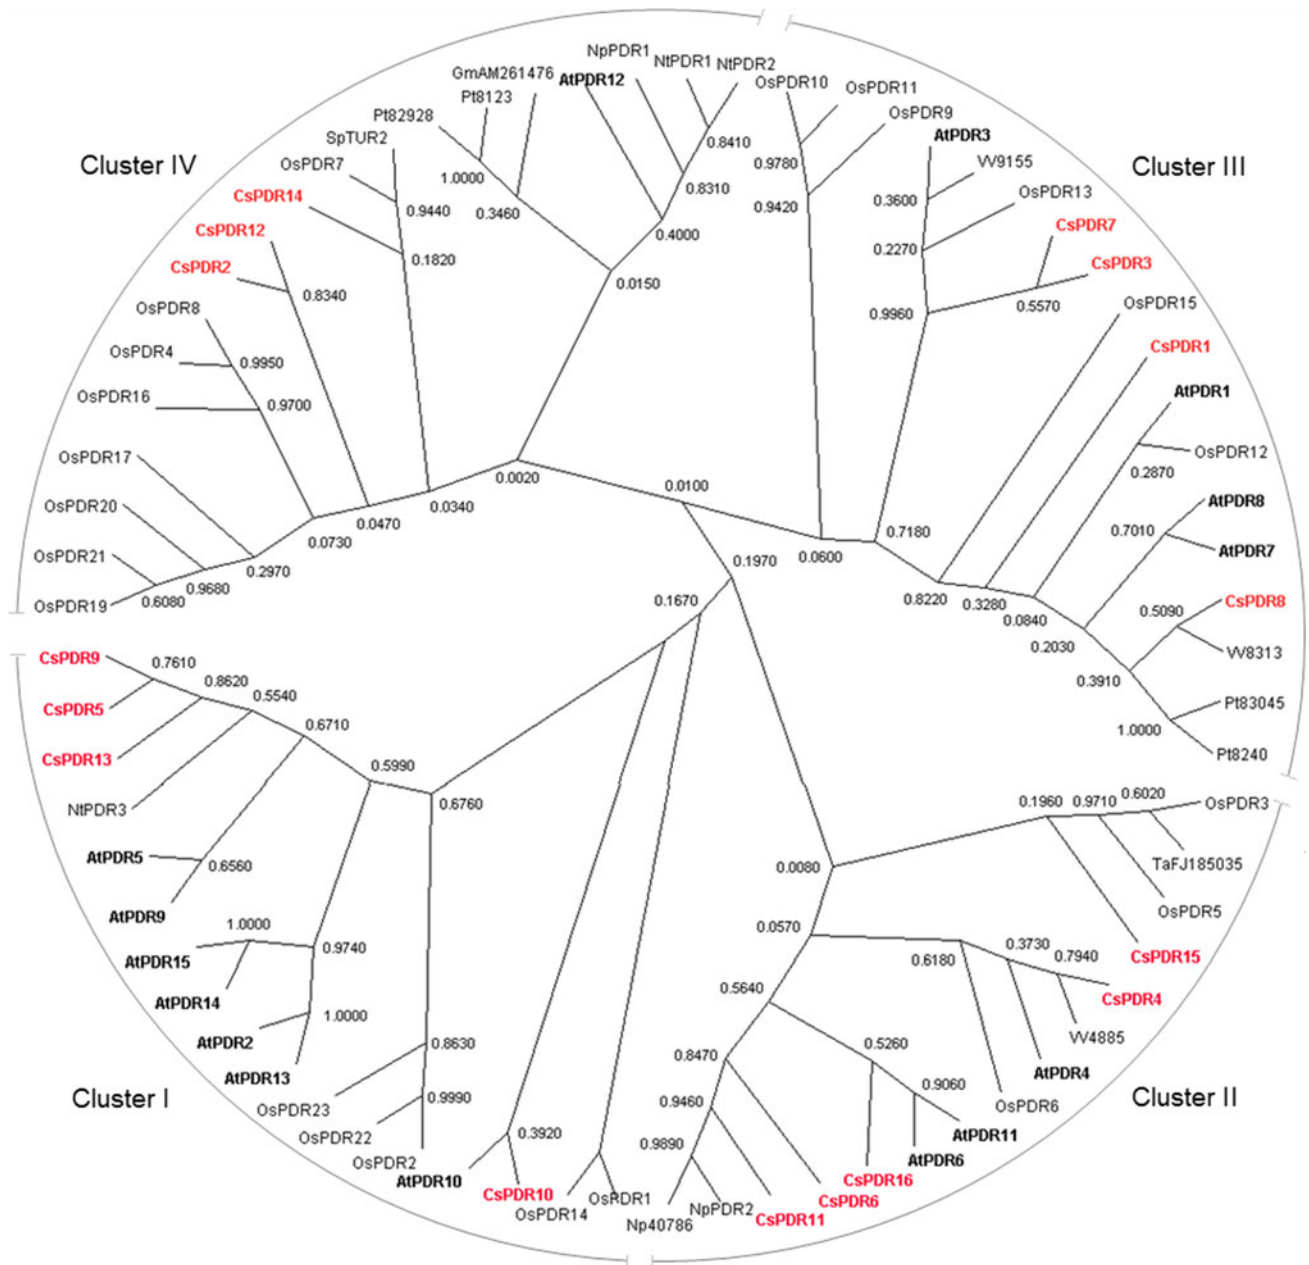 NpPDR1
NtPDR1
NtPDR2
GmAM261476
AtPDR12
OsPDR10
OsPDR11
Pt8123
Pt82928
OsPDR9
SpTUR2
AtPDR3
Cluster IV
OsPDR7
0.8410
0.9780
VV9155
Cluster III
1.0000
0.8310
CsPDR14
0.3600
OsPDR13
0.9440
0.3460
0.9420
CsPDR12
0.4000
CsPDR7
0.2270
CsPDR2
0.1820
CsPDR3
0.8340
0.0150
OsPDR8
0.9960
0.5570
OsPDR15
OsPDR4
0.9950
CsPDR1
OsPDR16
0.9700
AtPDR1
OsPDR17
OsPDR12
0.0020
0.2870
0.0100
OsPDR20
0.0340
AtPDR8
0.0470
0.7010
0.7180
OsPDR21
0.0730
AtPDR7
0.2970
0.1970
0.0600
0.9680
OsPDR19
0.6080
0.1670
0.8220
0.3280
CsPDR8
0.5090
0.0840
0.2030
CsPDR9
0.7610
VV8313
0.8620
0.3910
0.5540
CsPDR5
Pt83045
0.6710
1.0000
CsPDR13
Pt8240
0.5990
NtPDR3
0.6760
0.1960
0.9710
0.6020
OsPDR3
AtPDR5
0.6560
0.0080
TaFJ185035
AtPDR9
OsPDR5
1.0000
0.0570
0.9740
0.3730
AtPDR15
0.6180
0.7940
CsPDR15
0.5640
AtPDR14
CsPDR4
1.0000
AtPDR2
0.8630
0.5260
VV4885
0.8470
AtPDR13
AtPDR4
Cluster I
0.9990
0.9460
0.9060
Cluster II
OsPDR23
OsPDR6
OsPDR22
0.3920
0.9890
AtPDR11
OsPDR2
AtPDR6
AtPDR10
CsPDR16
CsPDR10
OsPDR1
CsPDR6
OsPDR14
NpPDR2
CsPDR11
Np40786